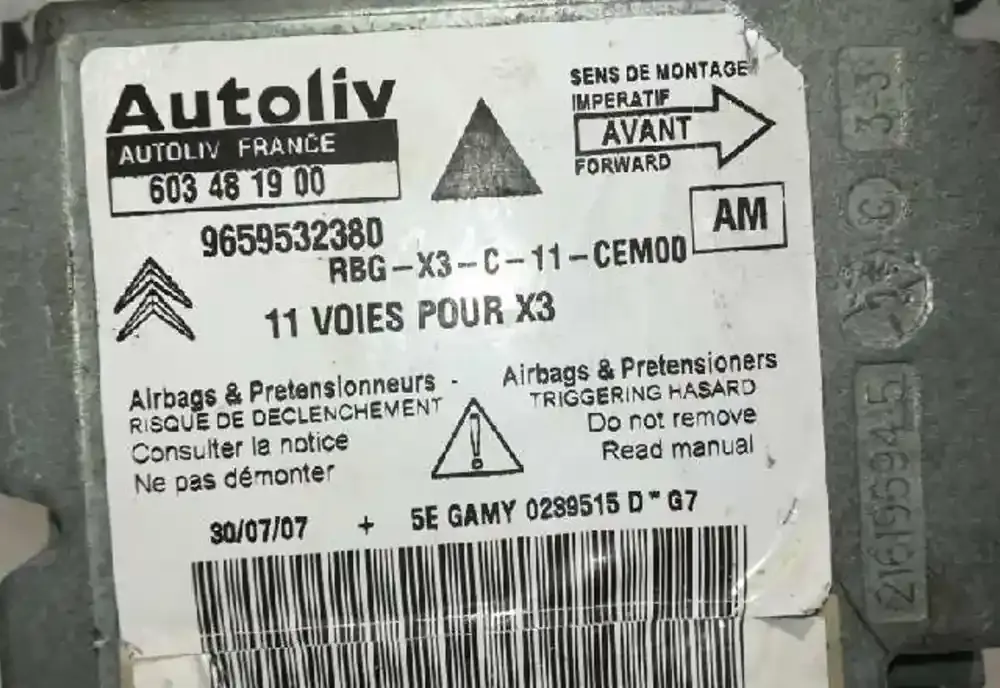 Autoliv
AUTOLIV FRANCE
603 48 19 00
SENS DE MONTAGE
IMPERATIF
AVANT
FORWARD
9659532380
AM
RBG-X3-C-11-CEM00
11 VOIES POUR X3
Airbags & Pretensionneurs -
RISQUE DE DECLENCHEMENT
Consulter la notice
Ne pas démonter
Airbags & Pretensioners
TRIGGERING HASARD
Do not remove
Read manual
30/07/07 + 5E GAMY 0289515 D " G7
3-3
216195945